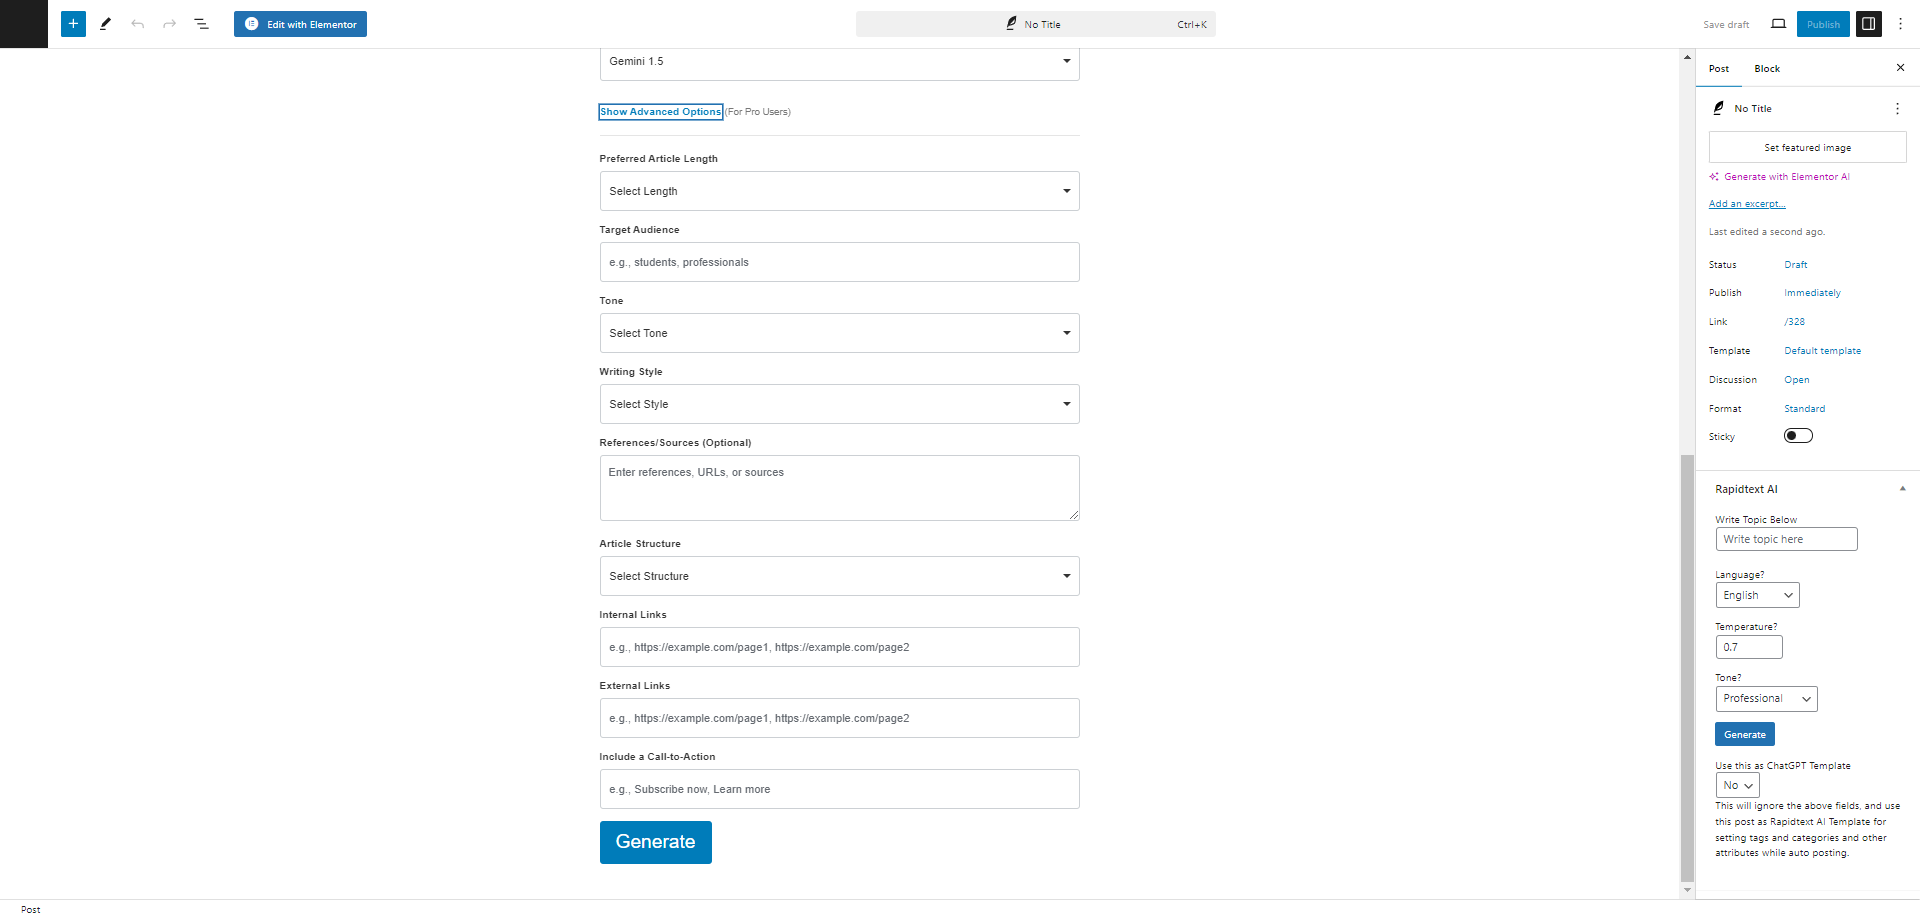 Edit with Elementor
No Title
Ctrl+K
Save draft
Publish
Gemini 1.5
Show Advanced Options (For Pro Users)
Preferred Article Length
Select Length
Target Audience
e.g., students, professionals
Tone
Select Tone
Writing Style
Select Style
References/Sources (Optional)
Enter references, URLs, or sources
Article Structure
Select Structure
Internal Links
e.g., https://example.com/page1, https://example.com/page2
External Links
e.g., https://example.com/page1, https://example.com/page2
Include a Call-to-Action
e.g., Subscribe now, Learn more
Generate
Post
Block
No Title
Set featured image
Generate with Elementor AI
Add an excerpt...
Last edited a second ago.
Status Draft
Publish Immediately
Link /328
Template Default template
Discussion Open
Format Standard
Sticky
Rapidtext AI
Write Topic Below
Write topic here
Language?
English
Temperature?
0.7
Tone?
Professional
Generate
Use this as ChatGPT Template
No
This will ignore the above fields, and use
this post as Rapidtext AI Template for
setting tags and categories and other
attributes while auto posting.
Post